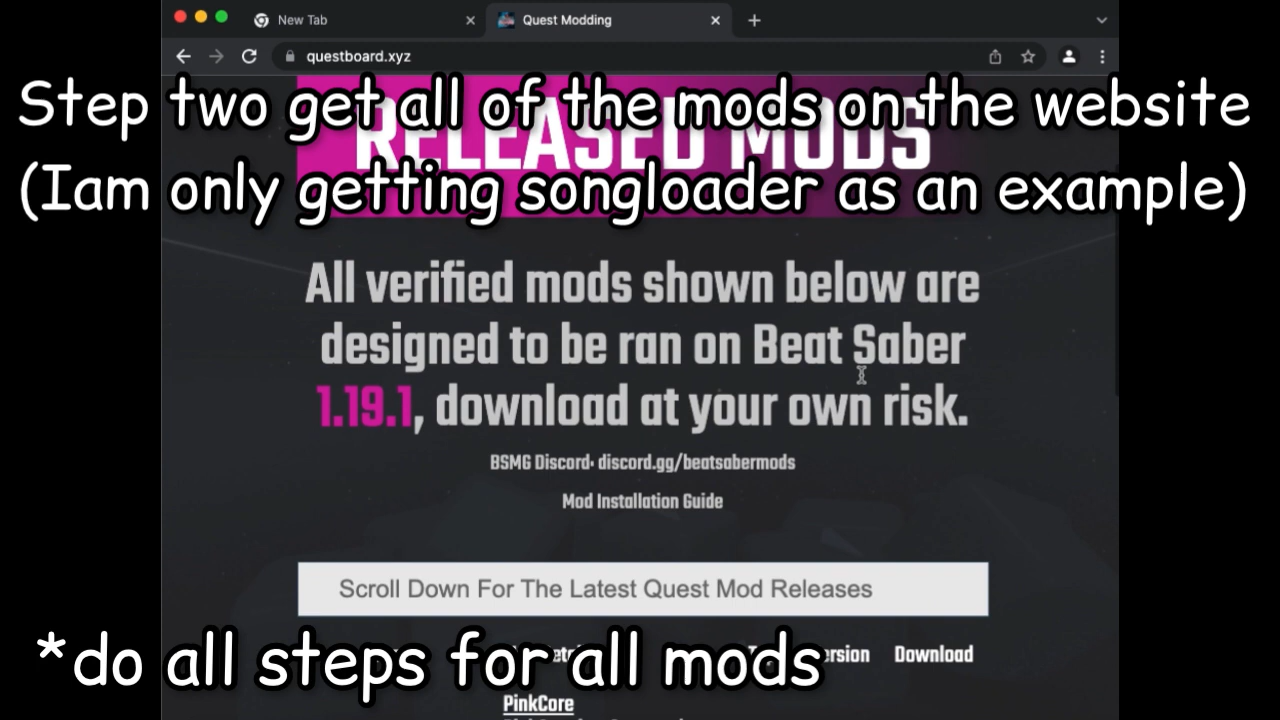 New Tab
Quest Modding
questboard.xyz
Step two get all of the mods on the website
RELEASED MODS
(Iam only getting songloader as an example)
All verified mods shown below are
designed to be ran on Beat Saber
1.19.1, download at your own risk.
BSMG Discord: discord.gg/beatsabermods
Mod Installation Guide
Scroll Down For The Latest Quest Mod Releases
*do all steps for all mods
Download
PinkCore